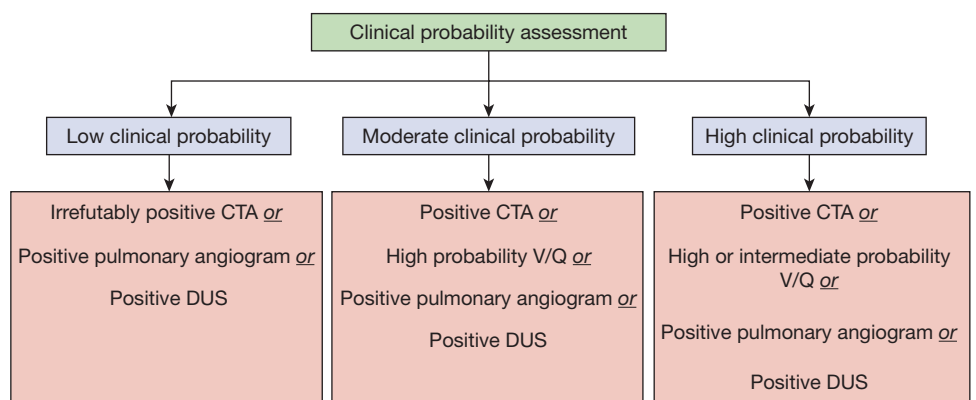 Clinical probability assessment
Low clinical probability
Moderate clinical probability
High clinical probability
Irrefutably positive CTA or
Positive pulmonary angiogram or
Positive DUS
Positive CTA or
High probability V/Q or
Positive pulmonary angiogram or
Positive DUS
Positive CTA or
High or intermediate probability
V/Q or
Positive pulmonary angiogram or
Positive DUS